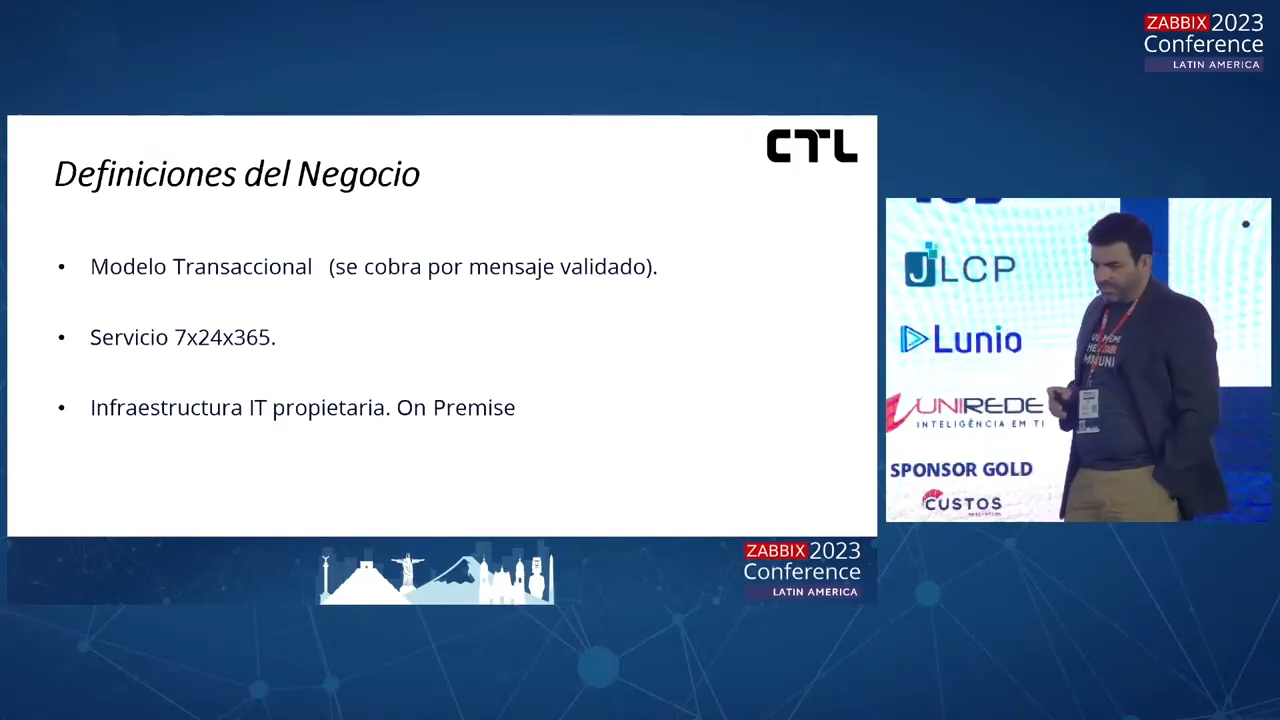 ZABBIX 2023
Conference
LATIN AMERICA
CTL
Definiciones del Negocio
• Modelo Transaccional (se cobra por mensaje validado).
• Servicio 7x24x365.
• Infraestructura IT propietaria. On Premise
JLCP
Lunio
UNIREDE
INTELIGÊNCIA EM TI
SPONSOR GOLD
CUSTOS
ZABBIX 2023
Conference
LATIN AMERICA